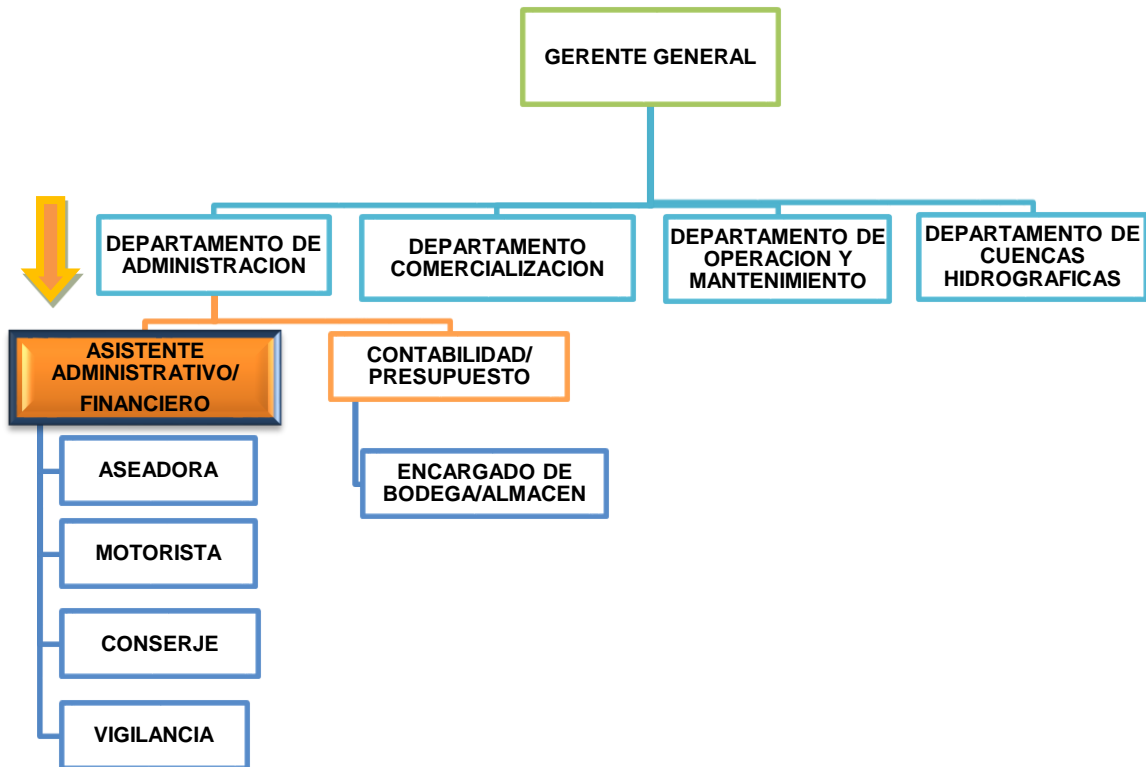 GERENTE GENERAL
DEPARTAMENTO DE
ADMINISTRACION
DEPARTAMENTO
COMERCIALIZACION
DEPARTAMENTO DE
OPERACION Y
MANTENIMIENTO
DEPARTAMENTO DE
CUENCAS
HIDROGRAFICAS
ASISTENTE
ADMINISTRATIVO/
FINANCIERO
CONTABILIDAD/
PRESUPUESTO
ASEADORA
MOTORISTA
CONSERJE
VIGILANCIA
ENCARGADO DE
BODEGA/ALMACEN